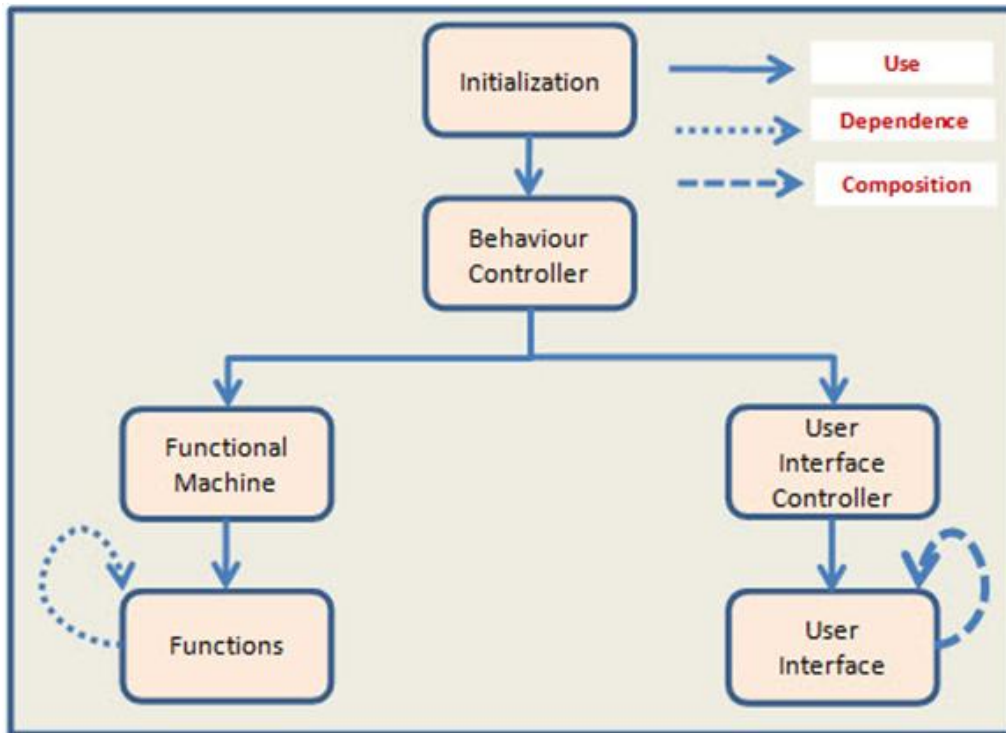 Initialization
Use
Dependence
Composition
Behaviour
Controller
Functional
Machine
User
Interface
Controller
Functions
User
Interface